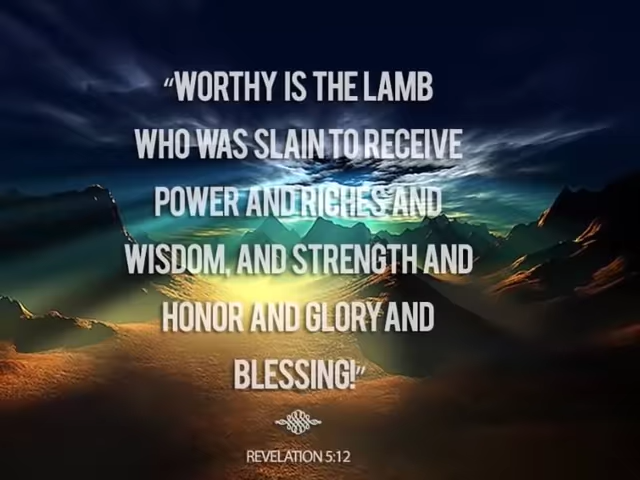 “WORTHY IS THE LAMB
WHO WAS SLAIN TO RECEIVE
POWER AND RICHES AND
WISDOM, AND STRENGTH AND
HONOR AND GLORY AND
BLESSING!”
REVELATION 5:12